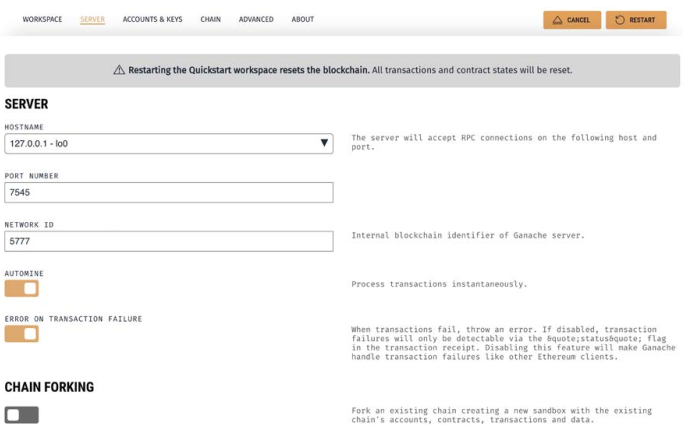 WORKSPACE SERVER ACCOUNTS & KEYS CHAIN ADVANCED ABOUT CANCEL RESTART
Restarting the Quickstart workspace resets the blockchain. All transactions and contract states will be reset.
SERVER
HOSTNAME
127.0.0.1 - lo0
The server will accept RPC connections on the following host and
port.
PORT NUMBER
7545
NETWORK ID
5777
Internal blockchain identifier of Ganache server.
AUTOMINE
Process transactions instantaneously.
ERROR ON TRANSACTION FAILURE
When transactions fail, throw an error. If disabled, transaction
failures will only be detectable via the &quote;status&quote; flag
in the transaction receipt. Disabling this feature will make Ganache
handle transaction failures like other Ethereum clients.
CHAIN FORKING
Fork an existing chain creating a new sandbox with the existing
chain's accounts, contracts, transactions and data.